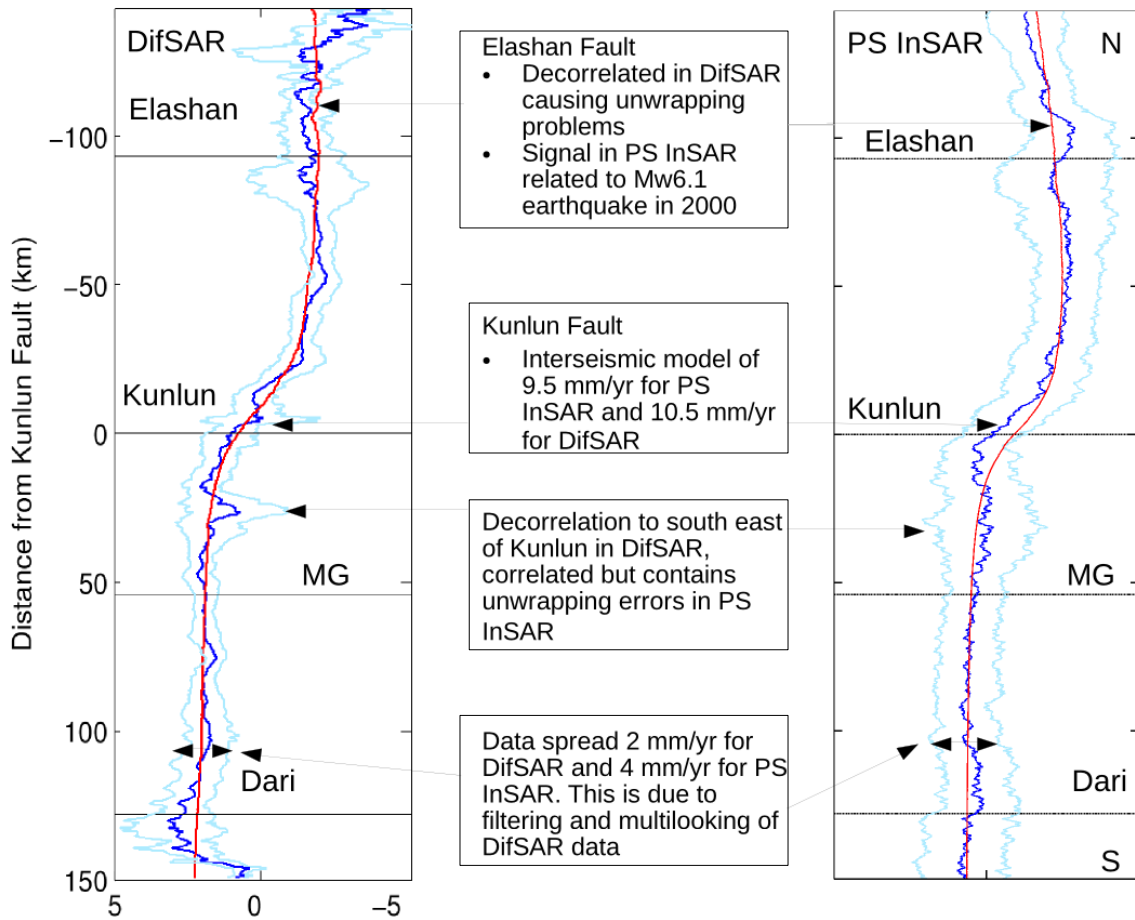 DifSAR
Elashan
Kunlun
MG
Dari
Distance from Kunlun Fault (km)
−100
−50
0
50
100
150
5
0
−5
Elashan Fault
• Decorrelated in DifSAR
causing unwrapping
problems
• Signal in PS InSAR
related to Mw6.1
earthquake in 2000
Kunlun Fault
• Interseismic model of
9.5 mm/yr for PS
InSAR and 10.5 mm/yr
for DifSAR
Decorrelation to south east
of Kunlun in DifSAR,
correlated but contains
unwrapping errors in PS
InSAR
Data spread 2 mm/yr for
DifSAR and 4 mm/yr for PS
InSAR. This is due to
filtering and multilooking of
DifSAR data
PS InSAR
N
Elashan
Kunlun
MG
Dari
S